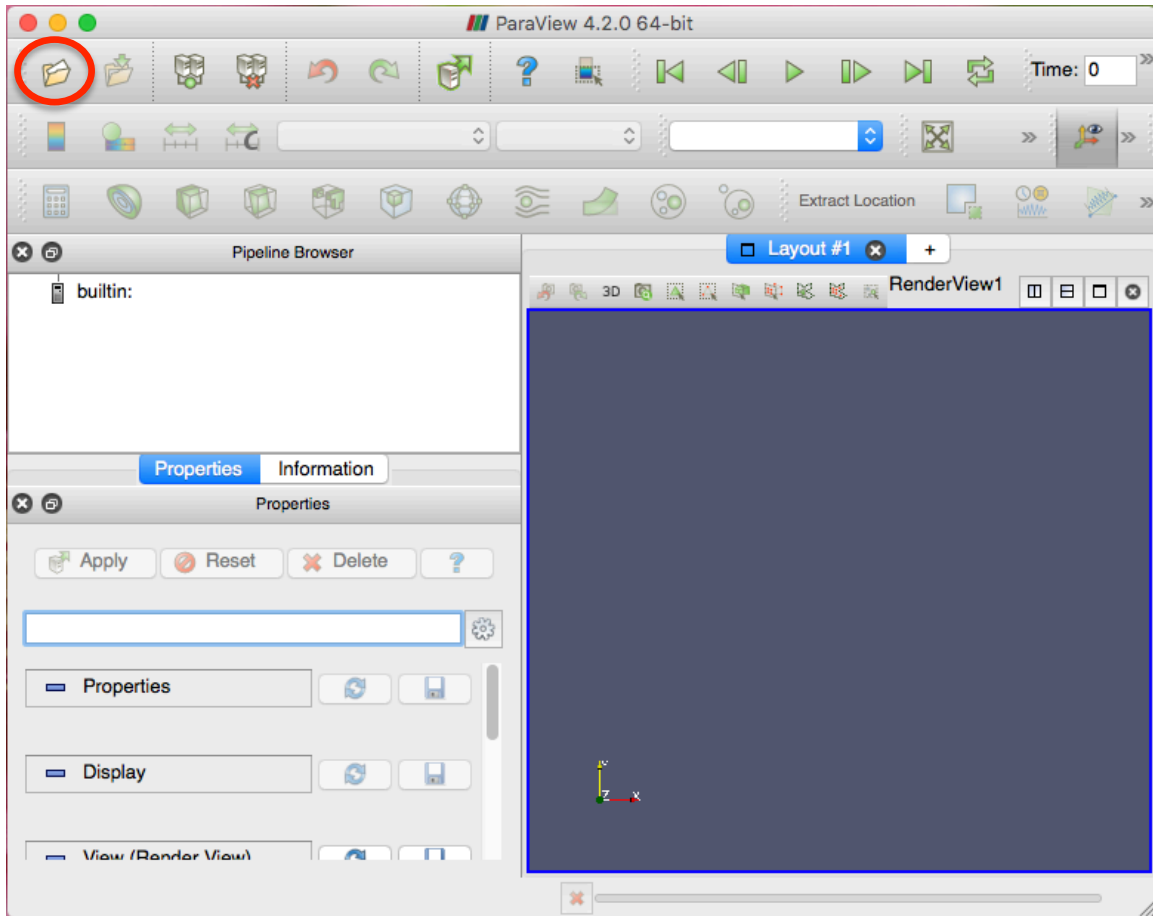 ParaView 4.2.0 64-bit
Time: 0
Extract Location
Pipeline Browser
builtin:
Layout #1
+
3D
RenderView1
Properties Information
Properties
Apply Reset Delete ?
Properties
Display
View (Render View)
Y
Z X